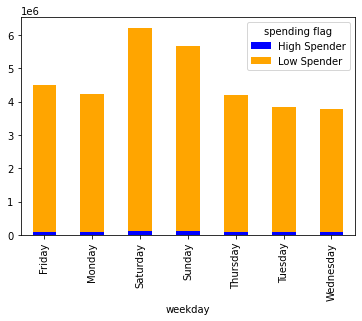 1e6
spending flag
High Spender
Low Spender
6
5
4
3
2
1
0
Friday
Monday
Saturday
Sunday
Thursday
Tuesday
Wednesday
weekday